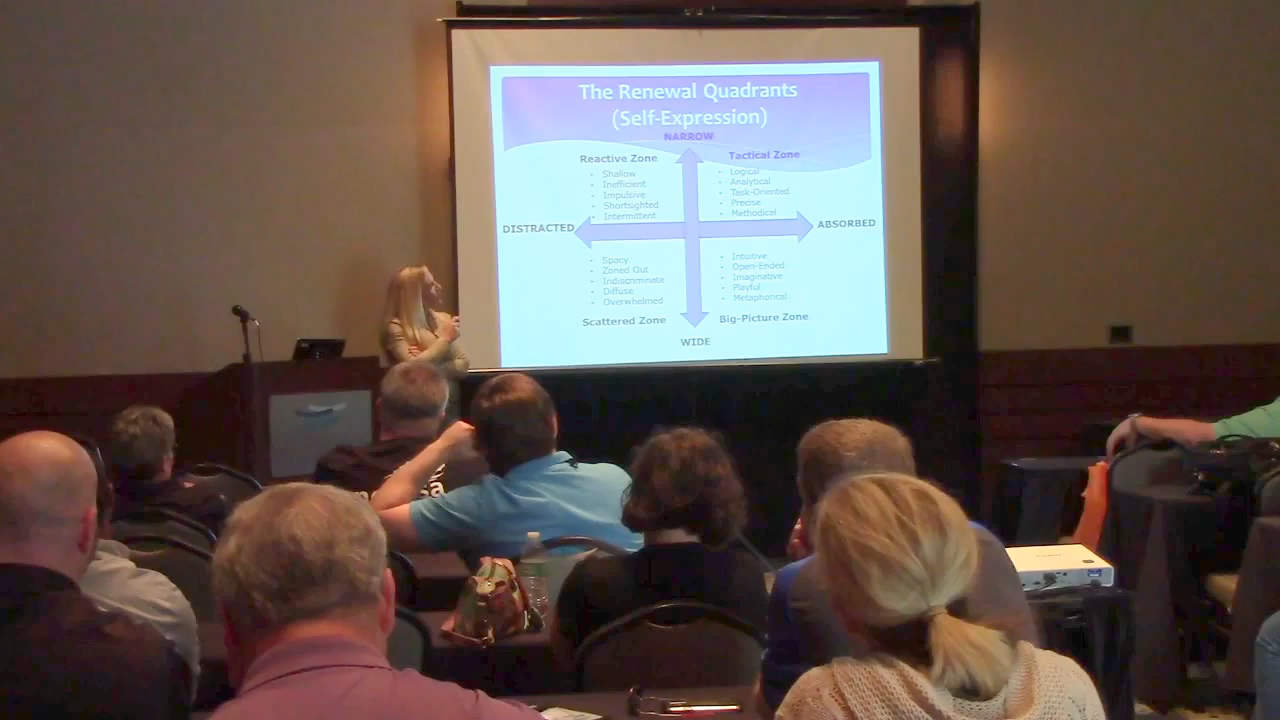 The Renewal Quadrants
(Self-Expression)
NARROW
Reactive Zone
• Shallow
• Inefficient
• Impulsive
• Shortsighted
• Intermittent
Tactical Zone
• Logical
• Analytical
• Task-Oriented
• Precise
• Methodical
DISTRACTED
ABSORBED
• Spacy
• Zoned Out
• Indiscriminate
• Diffuse
• Overwhelmed
Scattered Zone
• Intuitive
• Open-Ended
• Imaginative
• Playful
• Metaphorical
Big-Picture Zone
WIDE